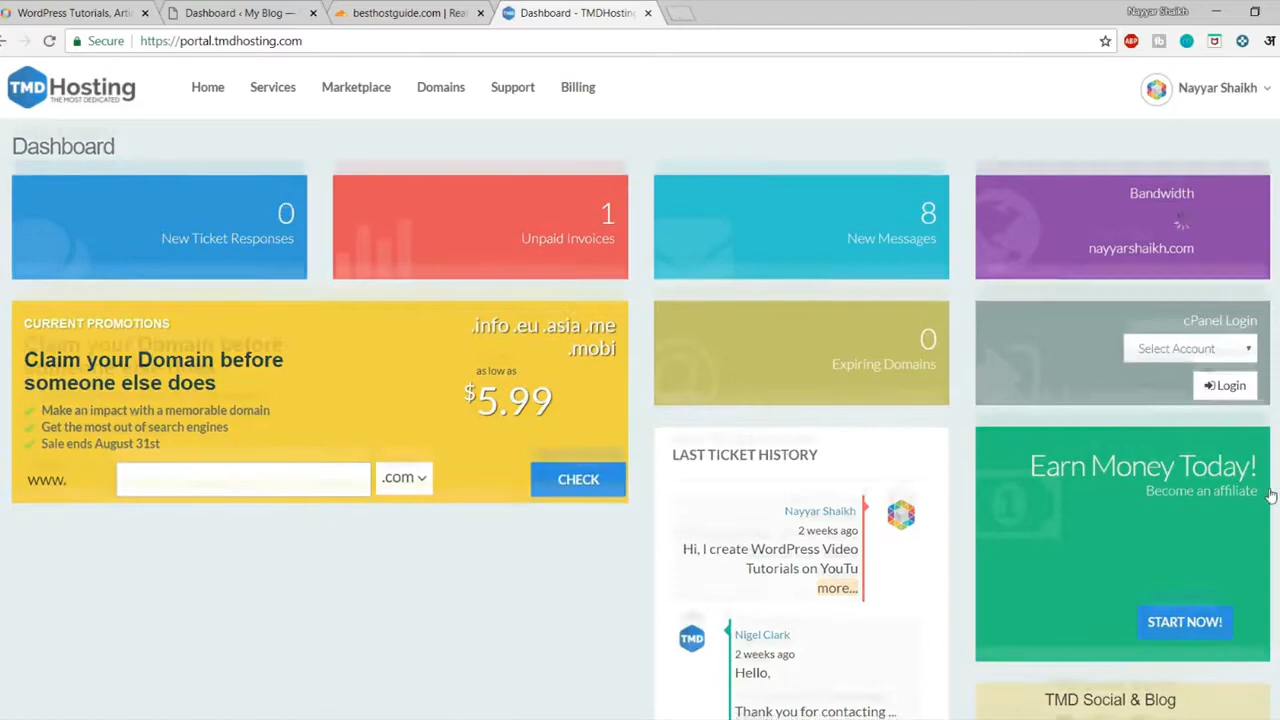 WordPress Tutorials, Arti
Dashboard ‹ My Blog —
besthostguide.com | Rea
Dashboard - TMDHosting
Nayyar Shaikh
Secure
https://portal.tmdhosting.com
ABP
अ
TMD Hosting
THE MOST DEDICATED
Home
Services
Marketplace
Domains
Support
Billing
Nayyar Shaikh
Dashboard
0
New Ticket Responses
1
Unpaid Invoices
8
New Messages
Bandwidth
nayyarshaikh.com
CURRENT PROMOTIONS
Claim your Domain before
someone else does
Make an impact with a memorable domain
Get the most out of search engines
Sale ends August 31st
.info .eu .asia .me
.mobi
as low as
$5.99
www.
.com
CHECK
0
Expiring Domains
cPanel Login
Select Account
Login
LAST TICKET HISTORY
Nayyar Shaikh
2 weeks ago
Hi, I create WordPress Video
Tutorials on YouTu
more...
TMD
Nigel Clark
2 weeks ago
Hello,
Thank you for contacting ...
Earn Money Today!
Become an affiliate
START NOW!
TMD Social & Blog